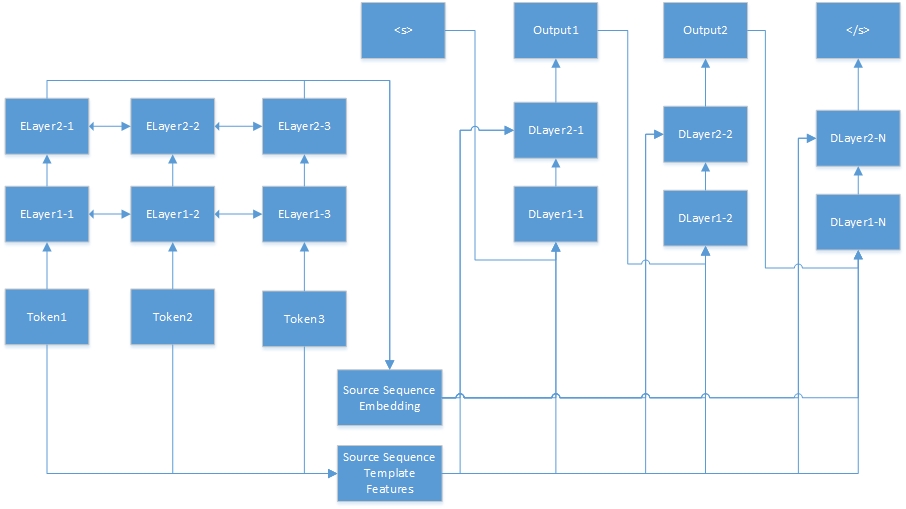 <s>
Output1
Output2
</s>
ELayer2-1
ELayer2-2
ELayer2-3
DLayer2-1
DLayer2-2
DLayer2-N
ELayer1-1
ELayer1-2
ELayer1-3
DLayer1-1
DLayer1-2
DLayer1-N
Token1
Token2
Token3
Source Sequence
Embedding
Source Sequence
Template
Features